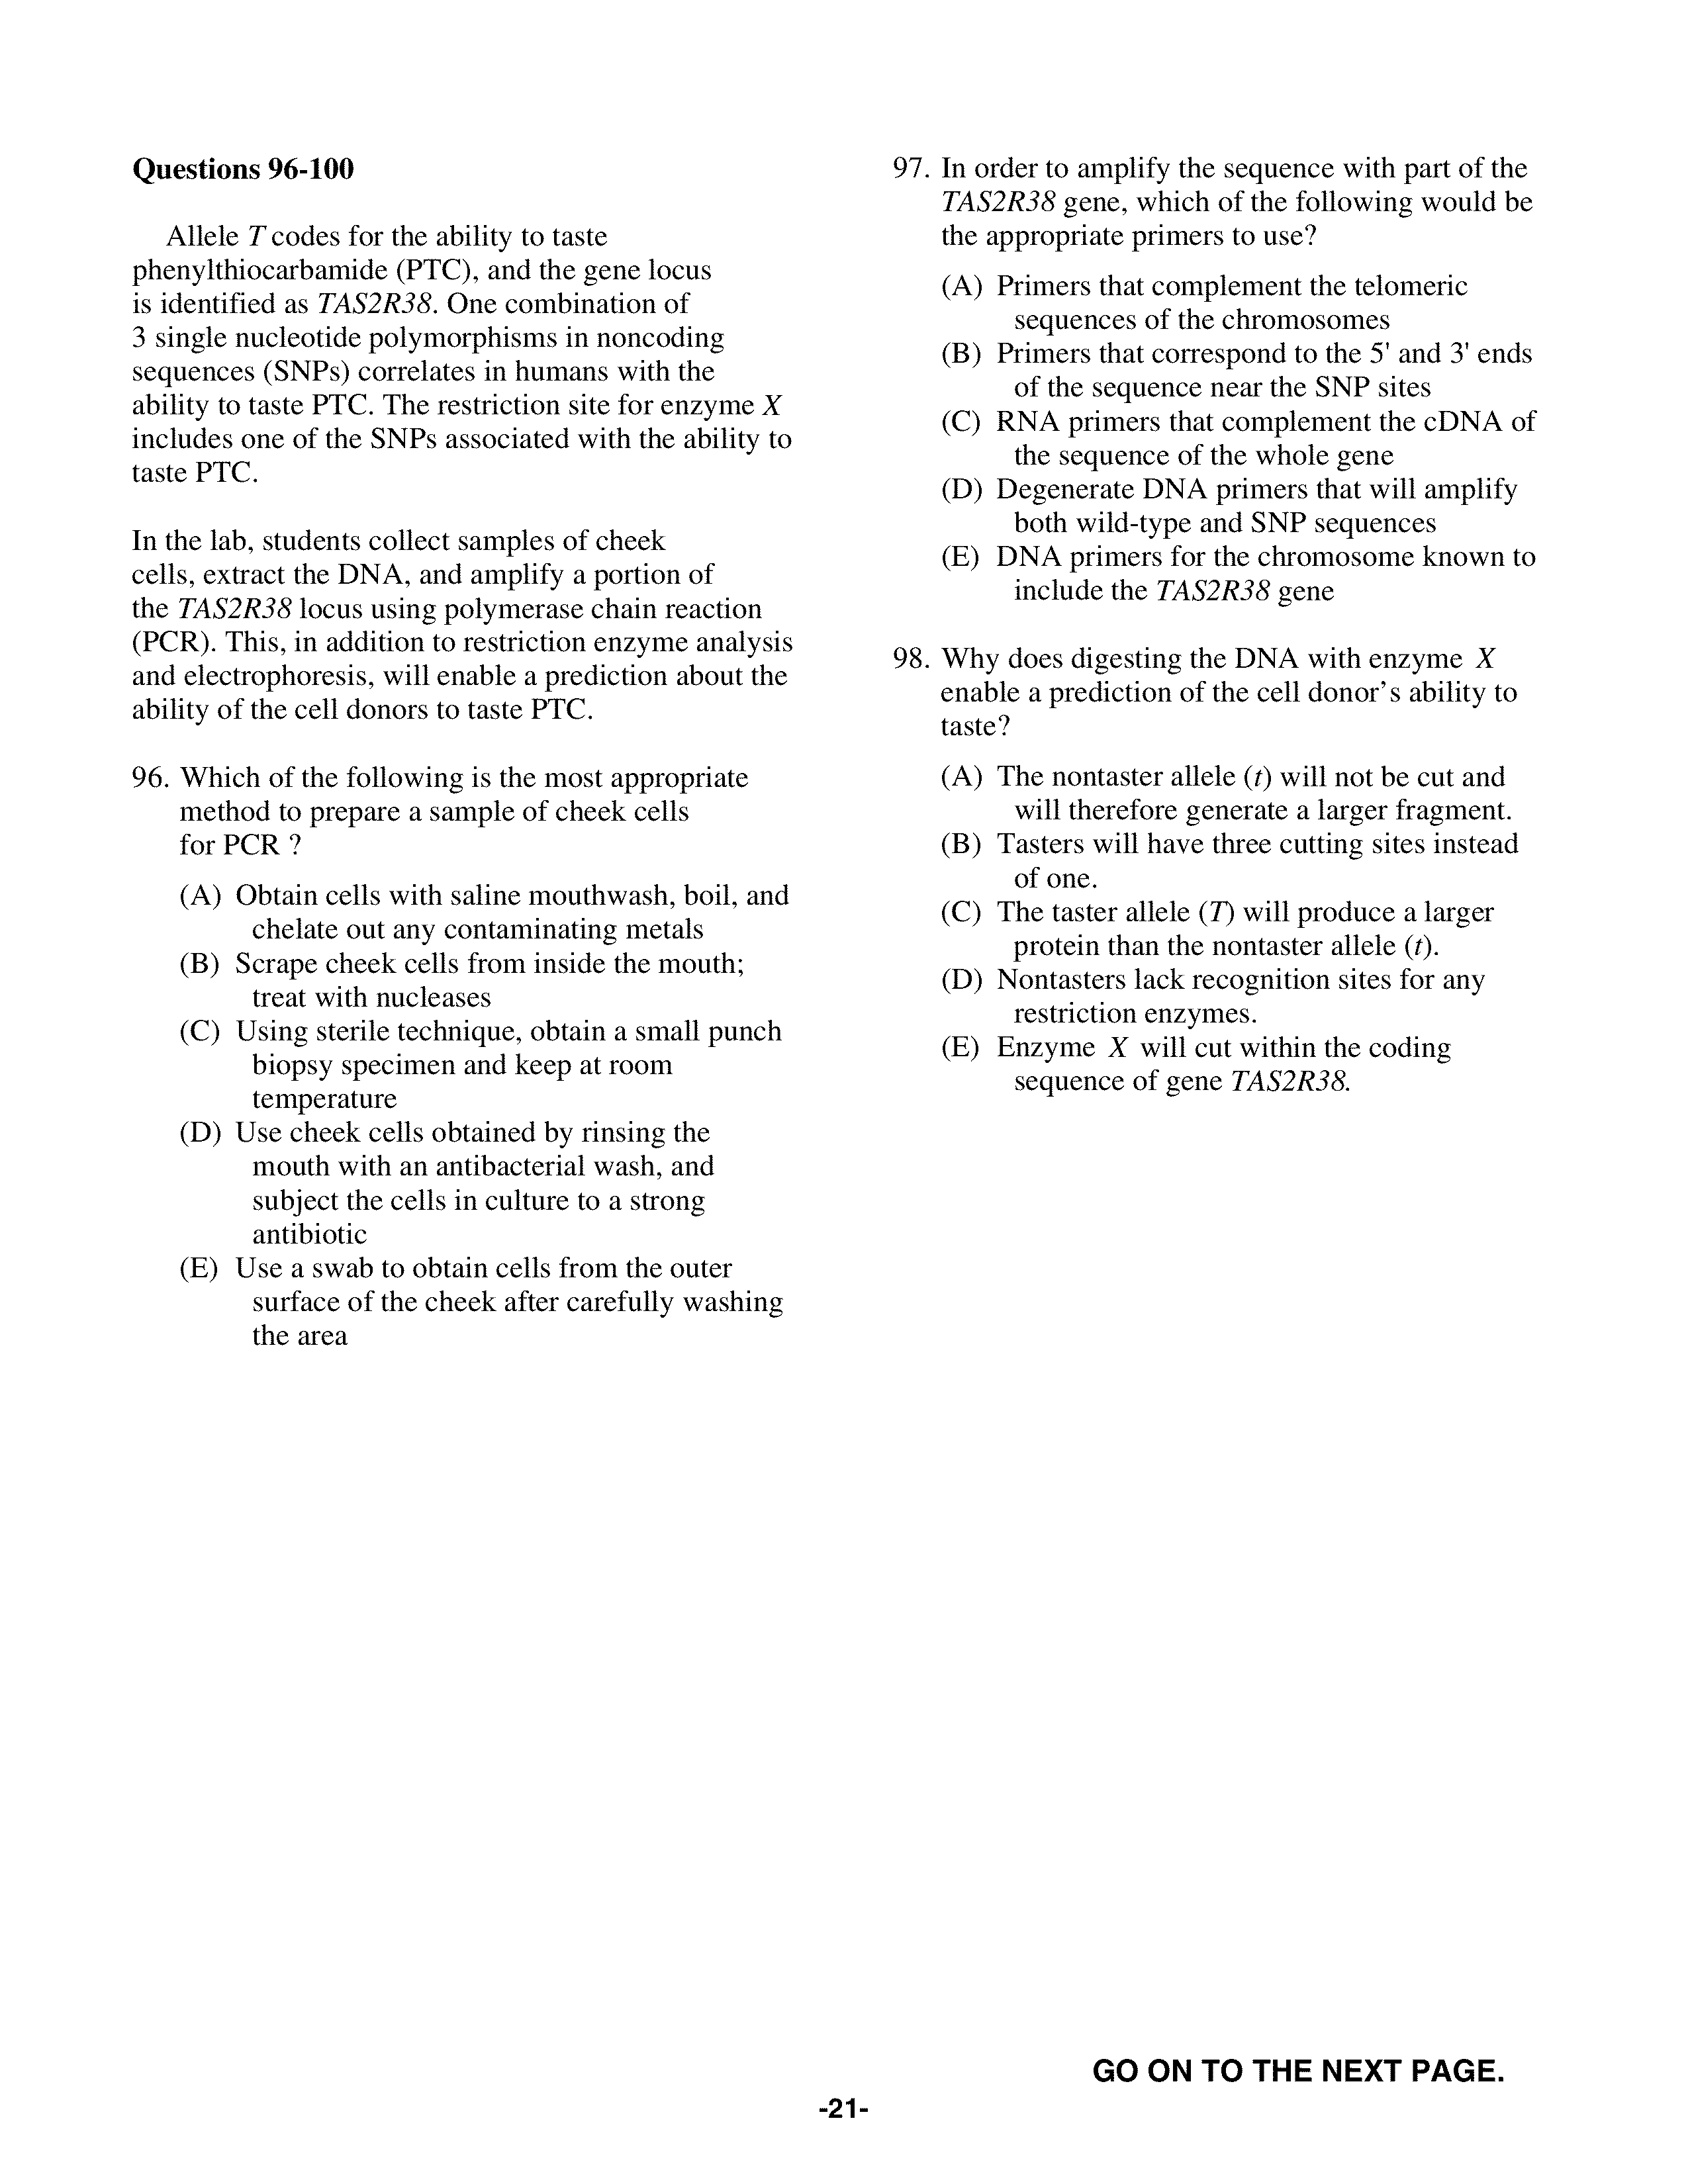 Questions 96-100
Allele T codes for the ability to taste
phenylthiocarbamide (PTC), and the gene locus
is identified as TAS2R38. One combination of
3 single nucleotide polymorphisms in noncoding
sequences (SNPs) correlates in humans with the
ability to taste PTC. The restriction site for enzyme X
includes one of the SNPs associated with the ability to
taste PTC.
In the lab, students collect samples of cheek
cells, extract the DNA, and amplify a portion of
the TAS2R38 locus using polymerase chain reaction
(PCR). This, in addition to restriction enzyme analysis
and electrophoresis, will enable a prediction about the
ability of the cell donors to taste PTC.
96. Which of the following is the most appropriate
method to prepare a sample of cheek cells
for PCR ?
(A) Obtain cells with saline mouthwash, boil, and
chelate out any contaminating metals
(B) Scrape cheek cells from inside the mouth;
treat with nucleases
(C) Using sterile technique, obtain a small punch
biopsy specimen and keep at room
temperature
(D) Use cheek cells obtained by rinsing the
mouth with an antibacterial wash, and
subject the cells in culture to a strong
antibiotic
(E) Use a swab to obtain cells from the outer
surface of the cheek after carefully washing
the area
97. In order to amplify the sequence with part of the
TAS2R38 gene, which of the following would be
the appropriate primers to use?
(A) Primers that complement the telomeric
sequences of the chromosomes
(B) Primers that correspond to the 5' and 3' ends
of the sequence near the SNP sites
(C) RNA primers that complement the cDNA of
the sequence of the whole gene
(D) Degenerate DNA primers that will amplify
both wild-type and SNP sequences
(E) DNA primers for the chromosome known to
include the TAS2R38 gene
98. Why does digesting the DNA with enzyme X
enable a prediction of the cell donor's ability to
taste?
(A) The nontaster allele (t) will not be cut and
will therefore generate a larger fragment.
(B) Tasters will have three cutting sites instead
of one.
(C) The taster allele (T) will produce a larger
protein than the nontaster allele (t).
(D) Nontasters lack recognition sites for any
restriction enzymes.
(E) Enzyme X will cut within the coding
sequence of gene TAS2R38.
GO ON TO THE NEXT PAGE.
-21-